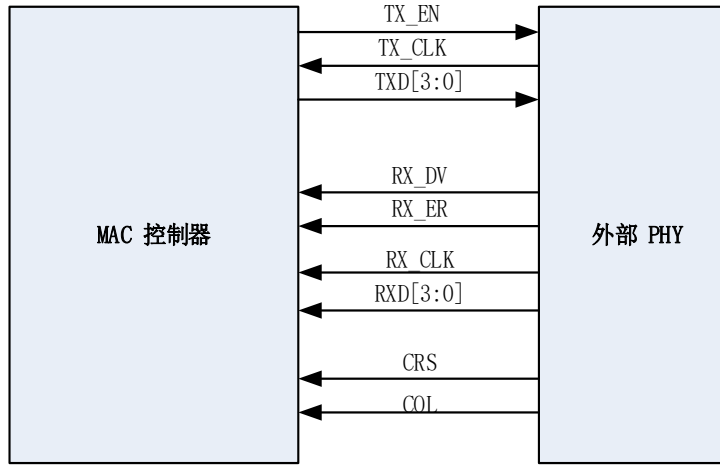 TX_EN
TX_CLK
TXD[3:0]
RX_DV
RX_ER
MAC 控制器
外部 PHY
RX_CLK
RXD[3:0]
CRS
COL